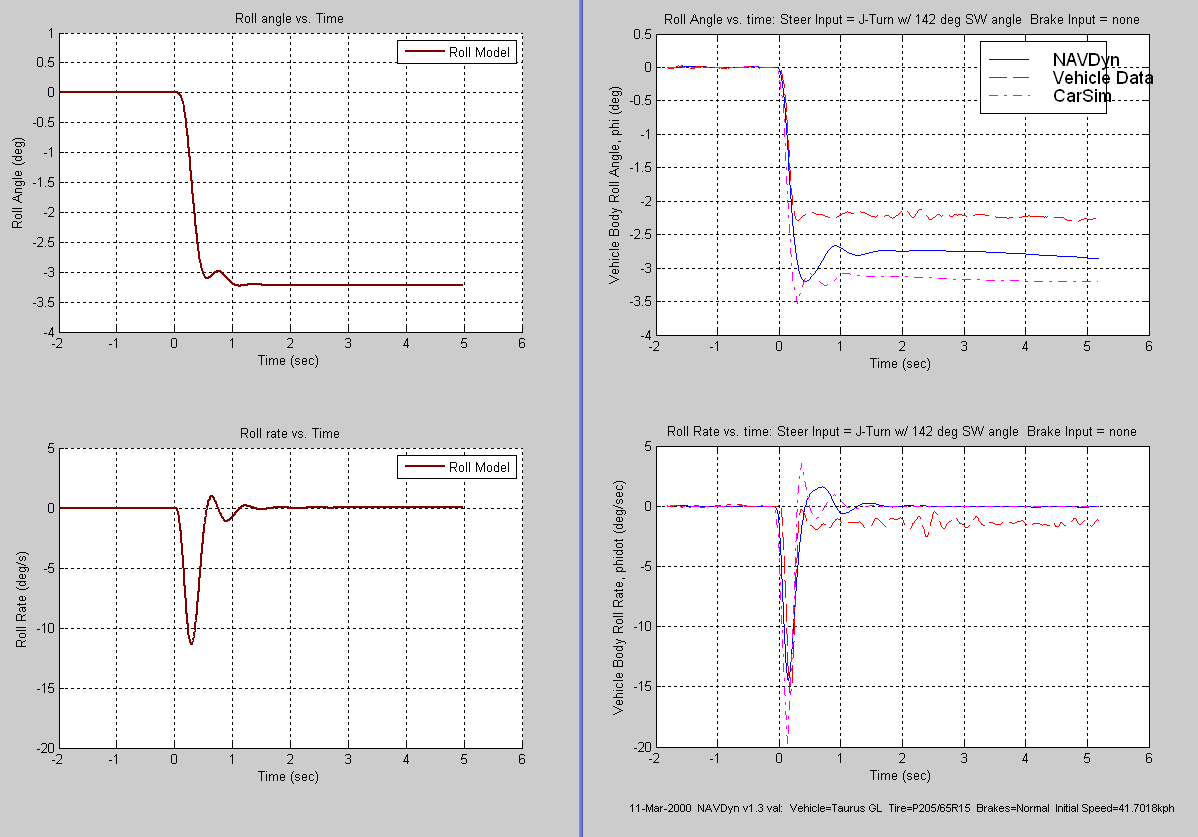 Roll angle vs. Time
1
0.5
0
-0.5
-1
-1.5
-2
-2.5
-3
-3.5
-4
Roll Angle (deg)
Roll Model
-2 -1 0 1 2 3 4 5 6
Time (sec)
Roll rate vs. Time
5
0
-5
-10
-15
-20
Roll Rate (deg/s)
Roll Model
-2 -1 0 1 2 3 4 5 6
Time (sec)
Roll Angle vs. time: Steer Input = J-Turn w/ 142 deg SW angle Brake Input = none
0.5
0
-0.5
-1
-1.5
-2
-2.5
-3
-3.5
-4
Vehicle Body Roll Angle, phi (deg)
NAVDyn
Vehicle Data
CarSim
-2 -1 0 1 2 3 4 5 6
Time (sec)
Roll Rate vs. time: Steer Input = J-Turn w/ 142 deg SW angle Brake Input = none
5
0
-5
-10
-15
-20
Vehicle Body Roll Rate, phidot (deg/sec)
-2 -1 0 1 2 3 4 5 6
Time (sec)
11-Mar-2000 NAVDyn v1.3 val: Vehicle=Taurus GL Tire=P205/65R15 Brakes=Normal Initial Speed=41.7018kph